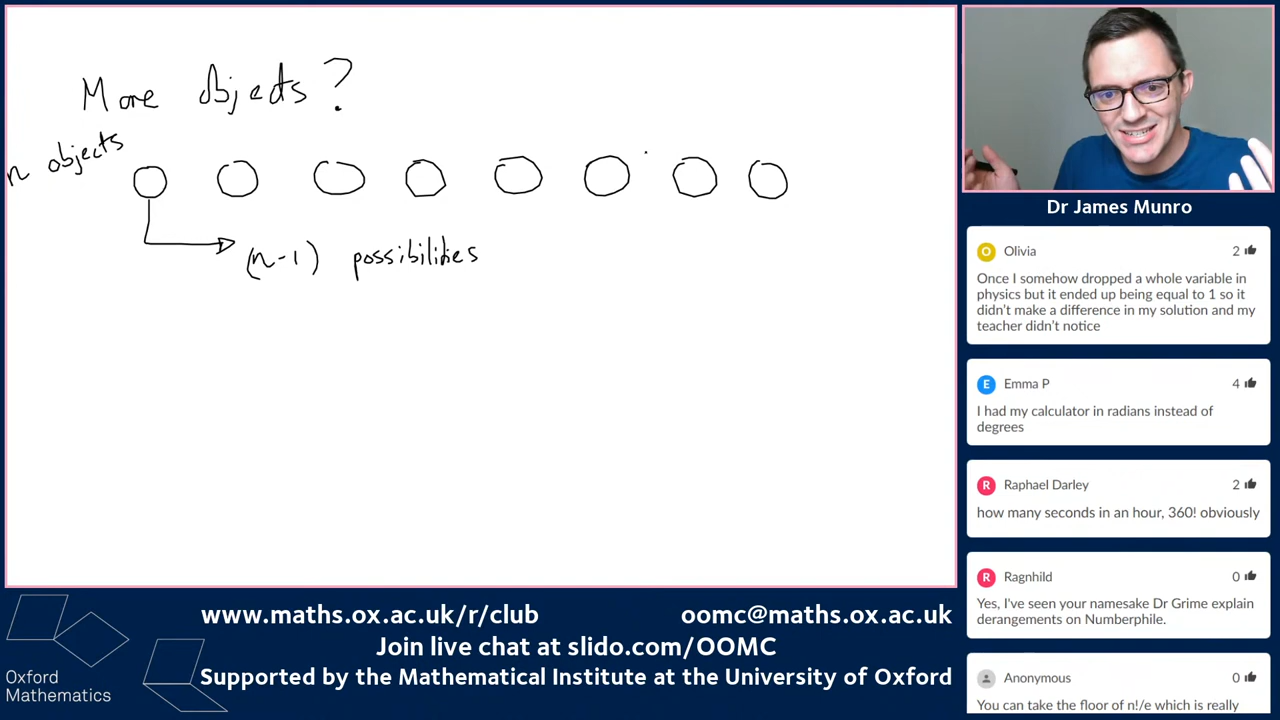 More objects?
n objects
(n-1) possibilities
Dr James Munro
O Olivia 2
Once I somehow dropped a whole variable in
physics but it ended up being equal to 1 so it
didn't make a difference in my solution and my
teacher didn't notice
E Emma P 4
I had my calculator in radians instead of
degrees
R Raphael Darley 2
how many seconds in an hour, 360! obviously
R Ragnhild 0
Yes, I've seen your namesake Dr Grime explain
derangements on Numberphile.
Anonymous 0
You can take the floor of n!/e which is really
www.maths.ox.ac.uk/r/club oomc@maths.ox.ac.uk
Join live chat at slido.com/OOMC
Supported by the Mathematical Institute at the University of Oxford
Oxford
Mathematics